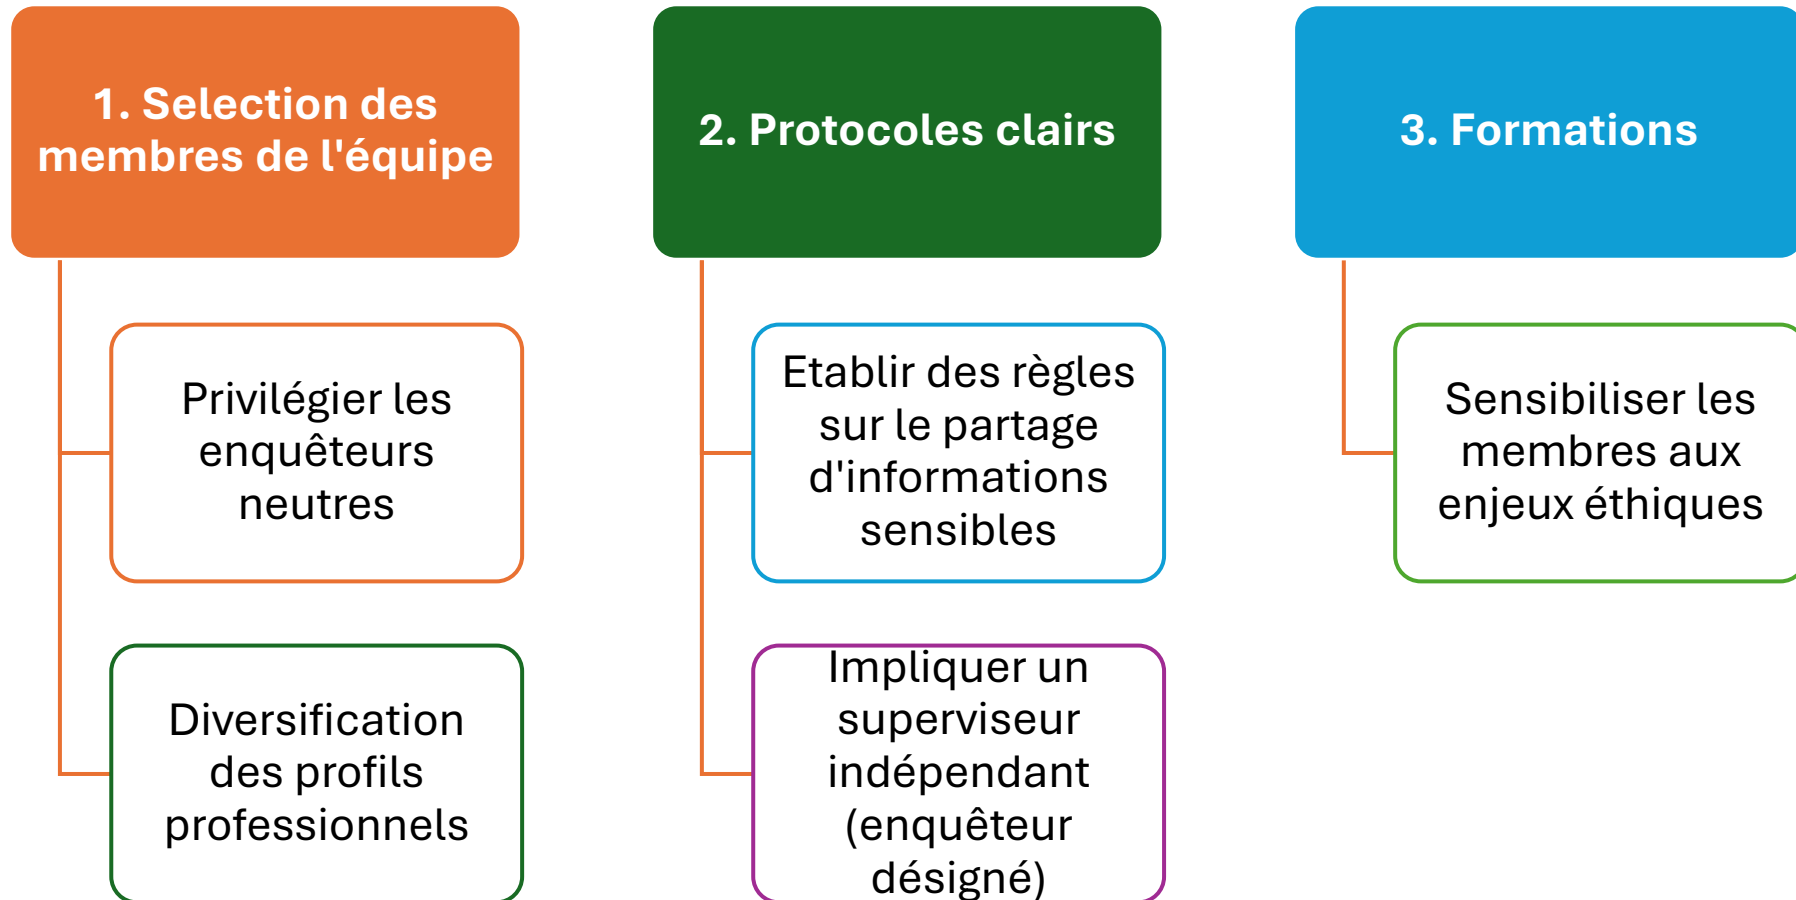 1. Selection des
membres de l'équipe
Privilégier les
enquêteurs
neutres
Diversification
des profils
professionnels
2. Protocoles clairs
Etablir des règles
sur le partage
d'informations
sensibles
Impliquer un
superviseur
indépendant
(enquêteur
désigné)
3. Formations
Sensibiliser les
membres aux
enjeux éthiques